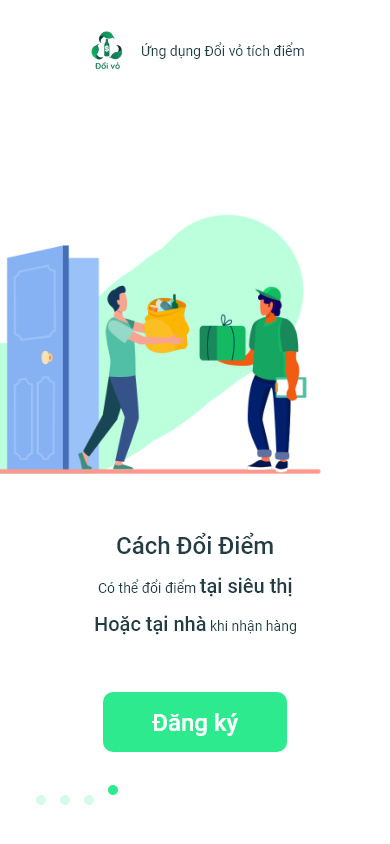 Đổi vỏ
Ứng dụng Đổi vỏ tích điểm
Cách Đổi Điểm
Có thể đổi điểm tại siêu thị
Hoặc tại nhà khi nhận hàng
Đăng ký